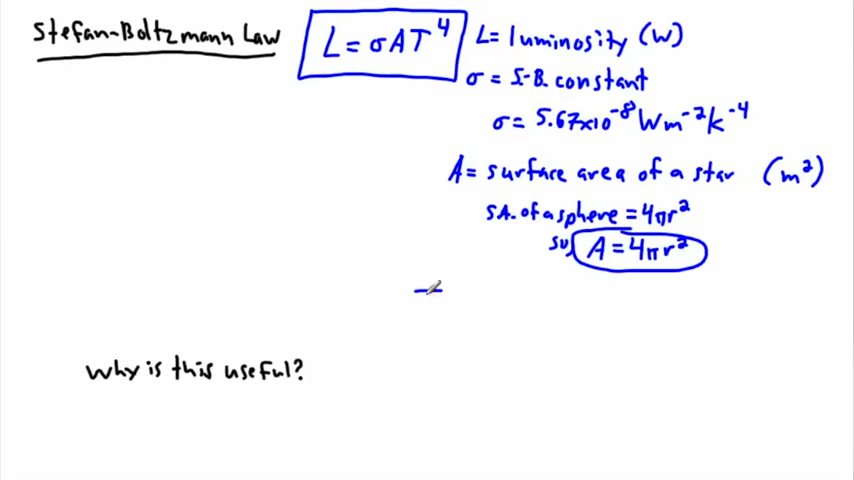 Stefan-Boltzmann Law
L = σAT⁴
L = luminosity (W)
σ = S.-B. constant
σ = 5.67x10⁻⁸ Wm⁻²K⁻⁴
A = surface area of a star (m²)
S.A. of a sphere = 4πr²
A = 4πr²
Why is this useful?